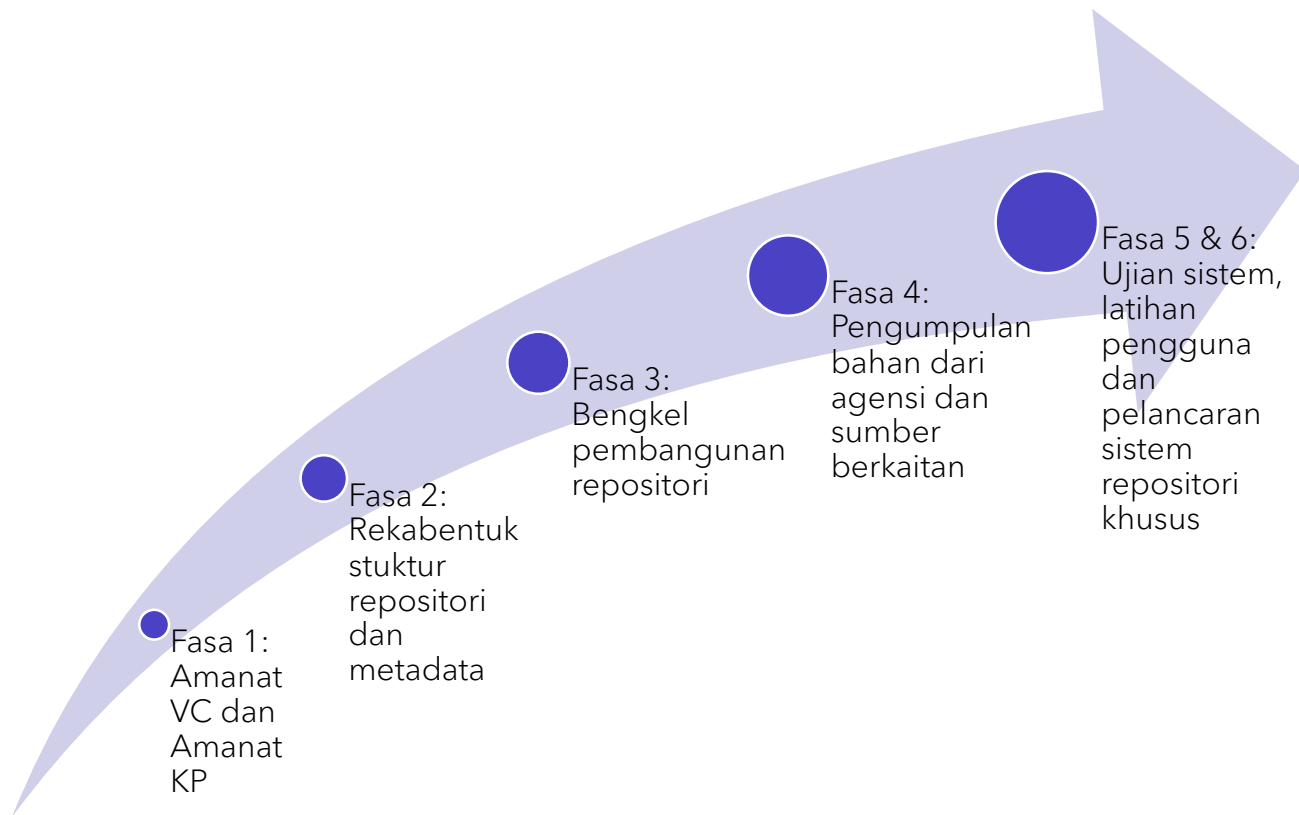 Fasa 1:
Amanat
VC dan
Amanat
KP
Fasa 2:
Rekabentuk
stuktur
repositori
dan
metadata
Fasa 3:
Bengkel
pembangunan
repositori
Fasa 4:
Pengumpulan
bahan dari
agensi dan
sumber
berkaitan
Fasa 5 & 6:
Ujian sistem,
latihan
pengguna
dan
pelancaran
sistem
repositori
khusus